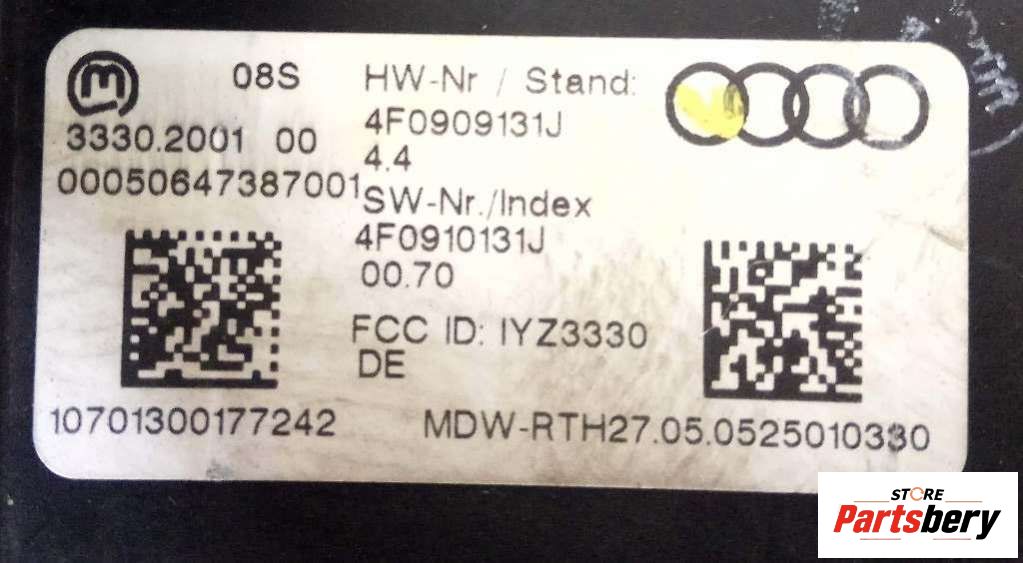 M
08S
3330.2001 00
00050647387001
HW-Nr / Stand:
4F0909131J
4.4
SW-Nr./Index
4F0910131J
00.70
FCC ID: IYZ3330
DE
10701300177242
MDW-RTH27.05.0525010330
STORE
Partsbery